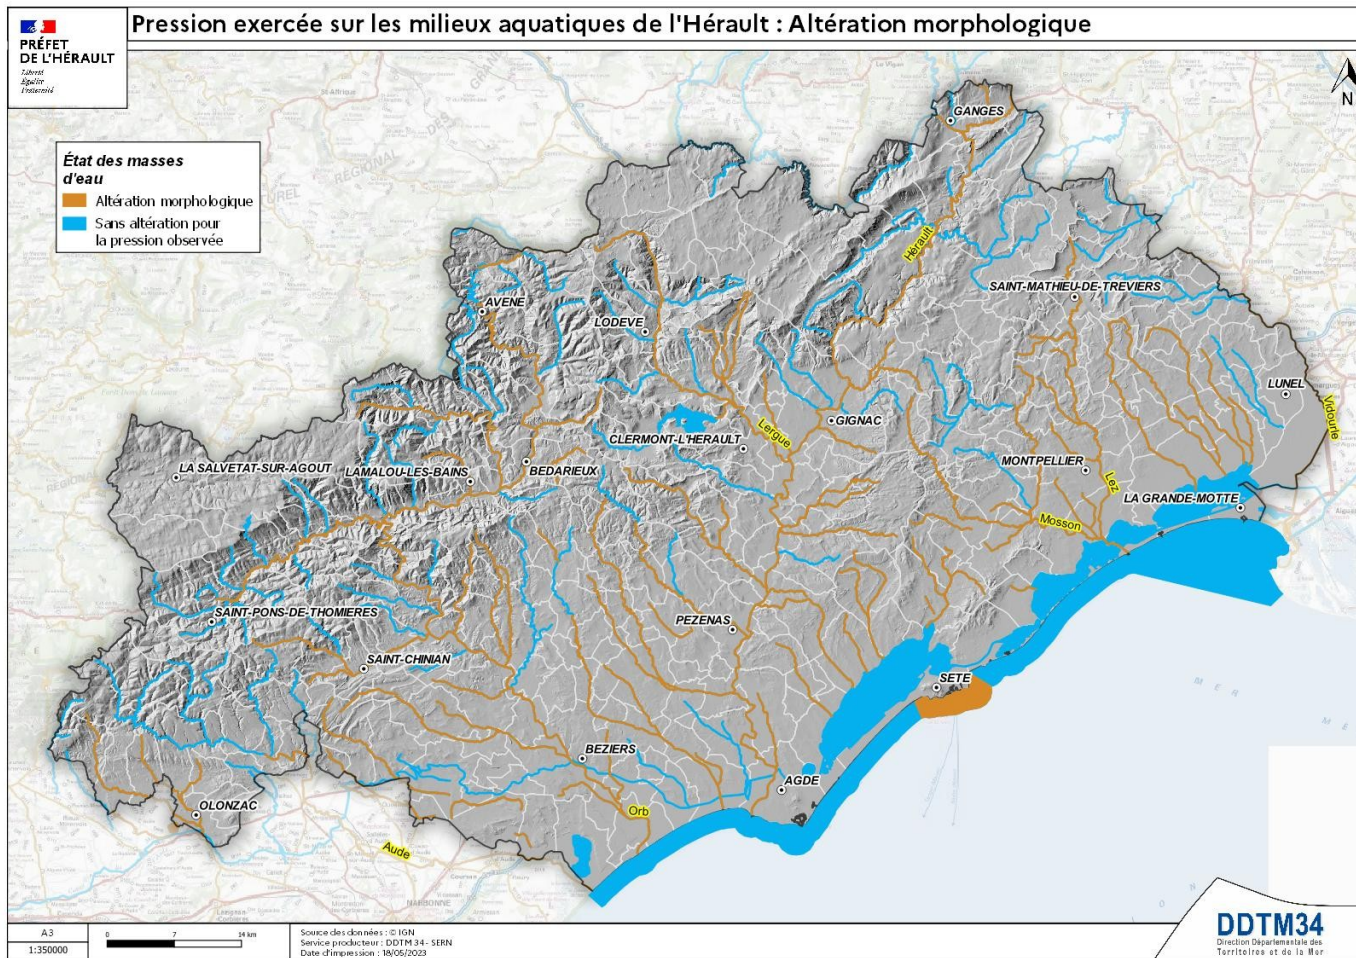 Pression exercée sur les milieux aquatiques de l'Hérault : Altération morphologique
PRÉFET
DE L'HÉRAULT
Liberté
Égalité
Fraternité
N
État des masses
d'eau
Altération morphologique
Sans altération pour
la pression observée
GANGES
Hérault
SAINT-MATHIEU-DE-TREVIERS
AVENE
LODEVE
LUNEL
Vidourle
GIGNAC
Lergue
CLERMONT-L'HERAULT
MONTPELLIER
LA SALVETAT-SUR-AGOUT
LAMALOU-LES-BAINS
BEDARIEUX
Lez
LA GRANDE-MOTTE
Mosson
SAINT-PONS-DE-THOMIERES
PEZENAS
SAINT-CHINIAN
SETE
BEZIERS
AGDE
OLONZAC
Orb
Aude
NARBONNE
MER
A3
1:350000
0 7 14 km
Source des données : © IGN
Service producteur : DDTM 34 - SERN
Date d'impression : 18/05/2023
DDTM34
Direction Départementale des
Territoires et de la Mer